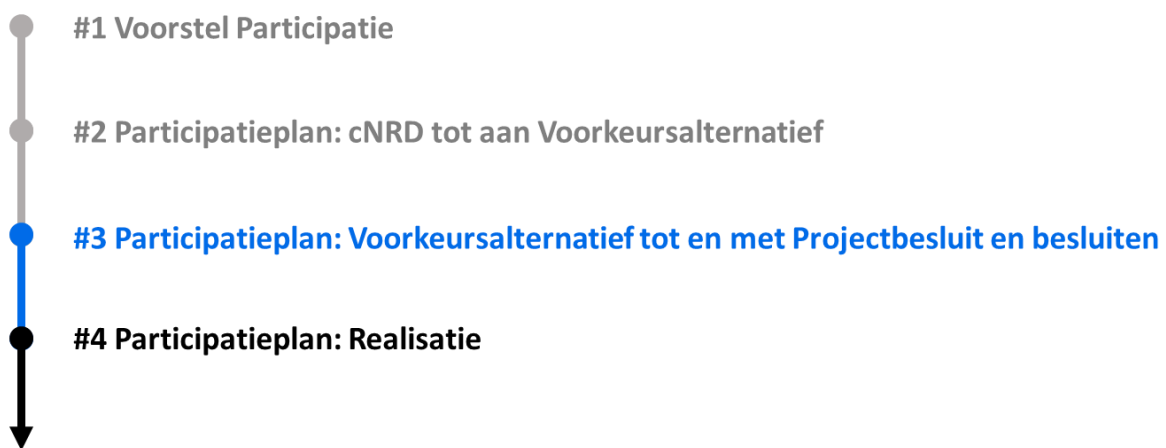 #1 Voorstel Participatie
#2 Participatieplan: cNRD tot aan Voorkeursalternatief
#3 Participatieplan: Voorkeursalternatief tot en met Projectbesluit en besluiten
#4 Participatieplan: Realisatie